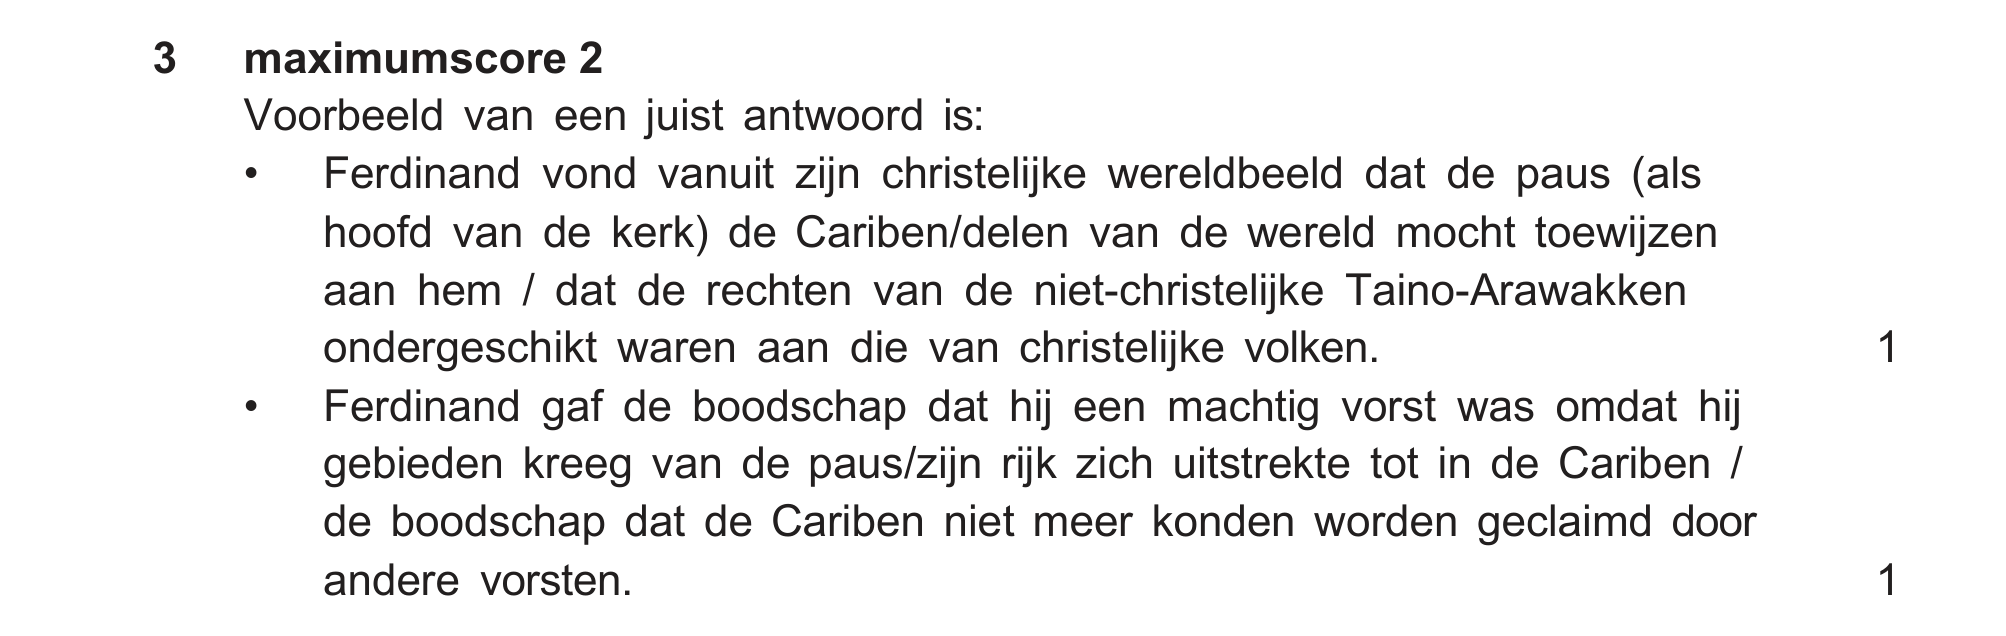 3 maximumscore 2
Voorbeeld van een juist antwoord is:
• Ferdinand vond vanuit zijn christelijke wereldbeeld dat de paus (als
hoofd van de kerk) de Cariben/delen van de wereld mocht toewijzen
aan hem / dat de rechten van de niet-christelijke Taino-Arawakken
ondergeschikt waren aan die van christelijke volken. 1
• Ferdinand gaf de boodschap dat hij een machtig vorst was omdat hij
gebieden kreeg van de paus/zijn rijk zich uitstrekte tot in de Cariben /
de boodschap dat de Cariben niet meer konden worden geclaimd door
andere vorsten. 1